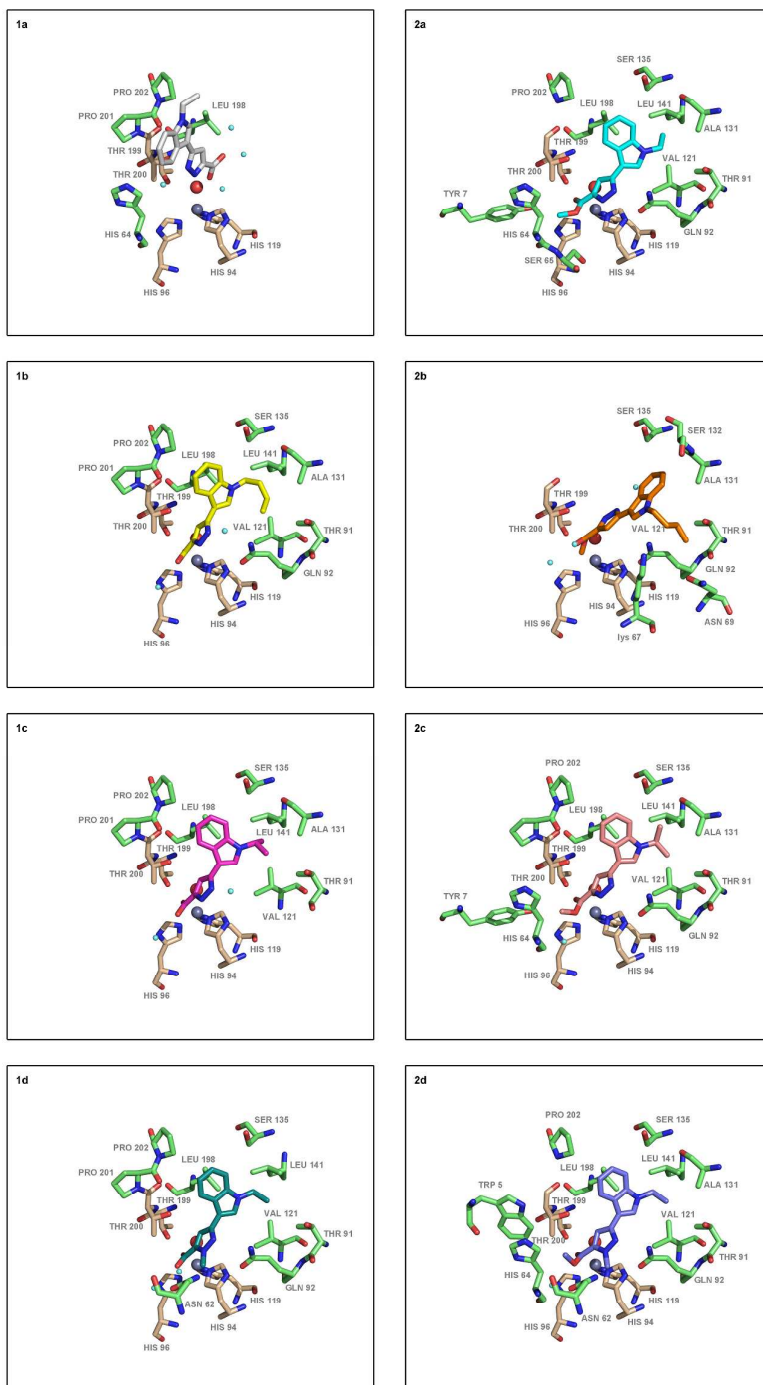 1a
PRO 202
PRO 201
LEU 198
THR 199
THR 200
HIS 64
HIS 119
HIS 94
HIS 96
2a
SER 135
PRO 202
LEU 198
LEU 141
ALA 131
THR 199
THR 200
VAL 121
THR 91
TYR 7
HIS 64
GLN 92
HIS 119
SER 65
HIS 94
HIS 96
1b
SER 135
PRO 202
LEU 198
LEU 141
PRO 201
ALA 131
THR 199
THR 200
VAL 121
THR 91
GLN 92
HIS 119
HIS 94
HIS 96
2b
SER 135
SER 132
ALA 131
THR 199
THR 200
VAL 121
THR 91
GLN 92
HIS 94
HIS 119
HIS 96
ASN 69
lys 67
1c
SER 135
PRO 202
LEU 198
PRO 201
LEU 141
ALA 131
THR 199
THR 200
THR 91
VAL 121
HIS 119
HIS 94
HIS 96
2c
SER 135
PRO 202
LEU 198
LEU 141
ALA 131
THR 199
THR 200
VAL 121
THR 91
TYR 7
HIS 64
GLN 92
HIS 119
HIS 94
HIS 96
1d
SER 135
PRO 202
LEU 198
LEU 141
PRO 201
THR 199
THR 200
VAL 121
THR 91
GLN 92
ASN 62
HIS 119
HIS 94
HIS 96
2d
PRO 202
SER 135
LEU 198
LEU 141
TRP 5
ALA 131
THR 199
VAL 121
THR 200
THR 91
HIS 64
GLN 92
HIS 119
ASN 62
HIS 96
HIS 94